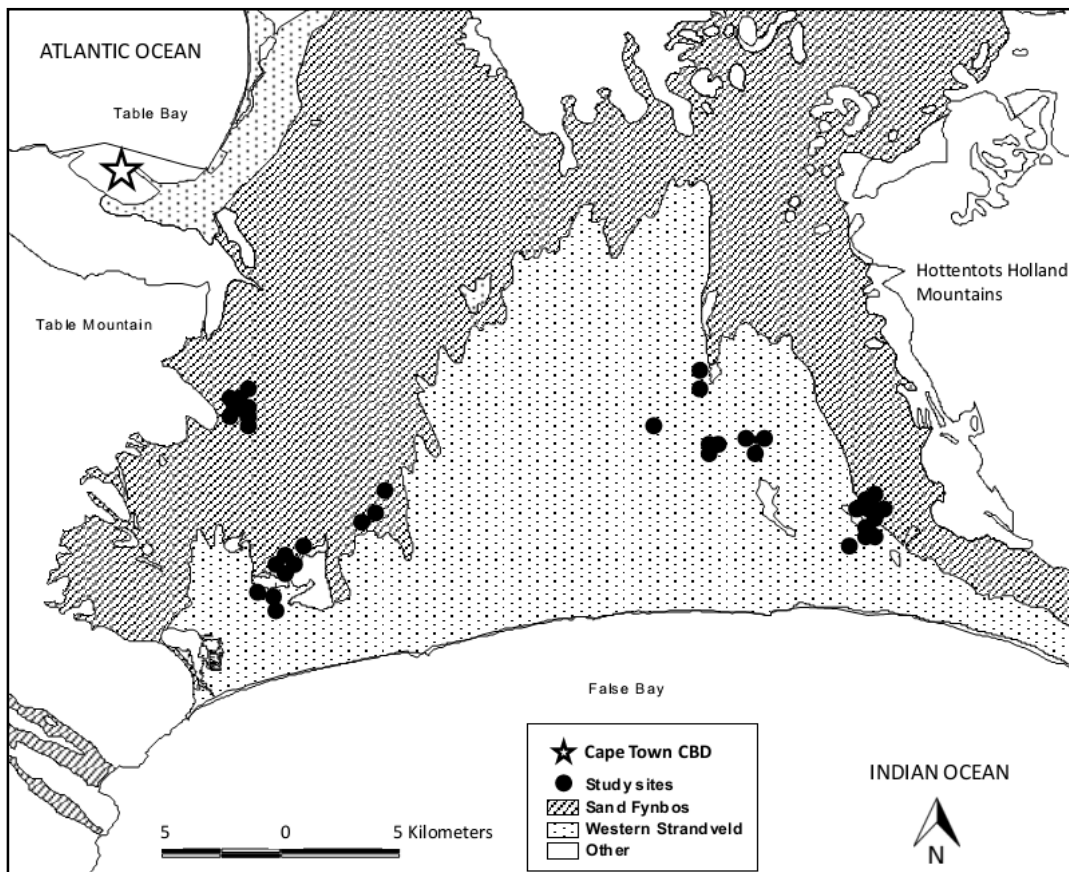 ATLANTIC OCEAN
Table Bay
Table Mountain
Hottentots Holland
Mountains
False Bay
Cape Town CBD
Study sites
Sand Fynbos
Western Strandveld
Other
INDIAN OCEAN
N
5 0 5 Kilometers